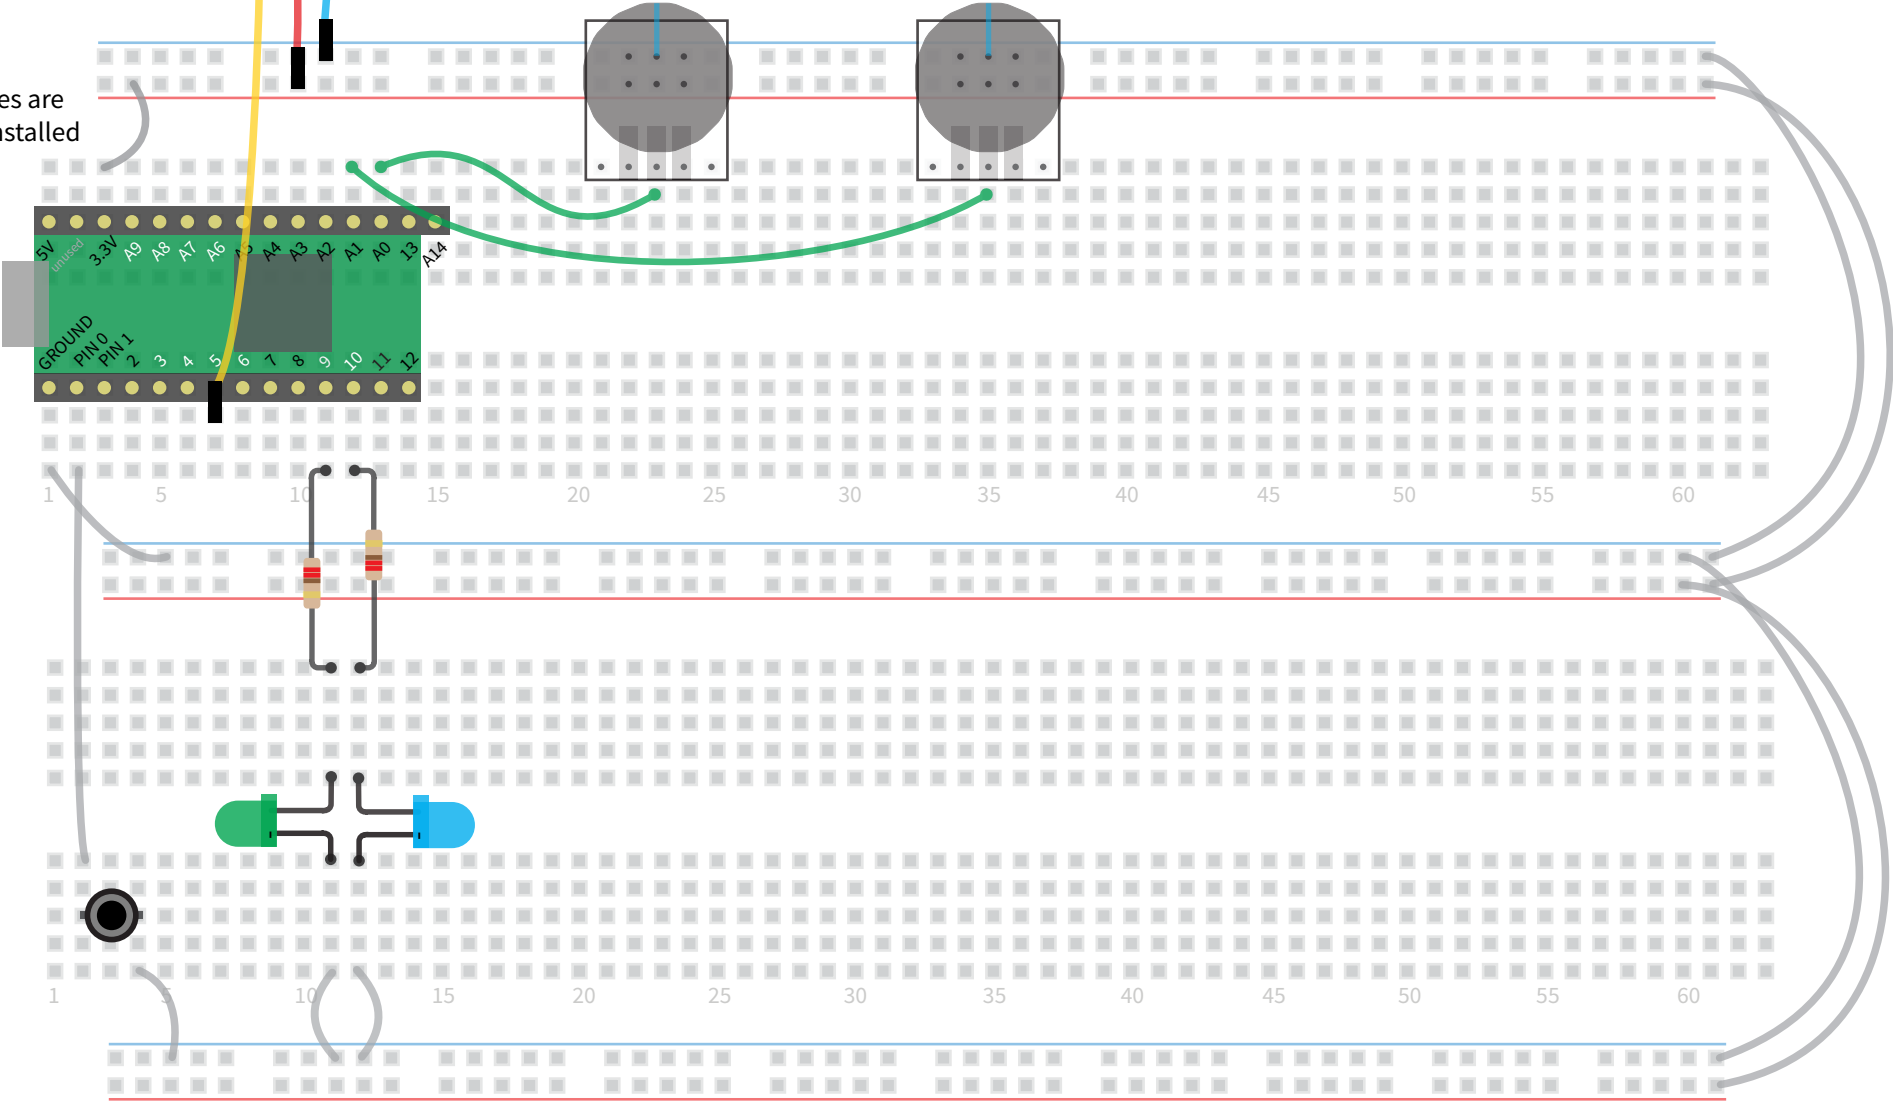 es are
nstalled
5V unused 3.3V A9 A8 A7 A6 A5 A4 A3 A2 A1 A0 13 A14
GROUND PIN 0 PIN 1 2 3 4 5 6 7 8 9 10 11 12
1 5 10 15 20 25 30 35 40 45 50 55 60
1 5 10 15 20 25 30 35 40 45 50 55 60